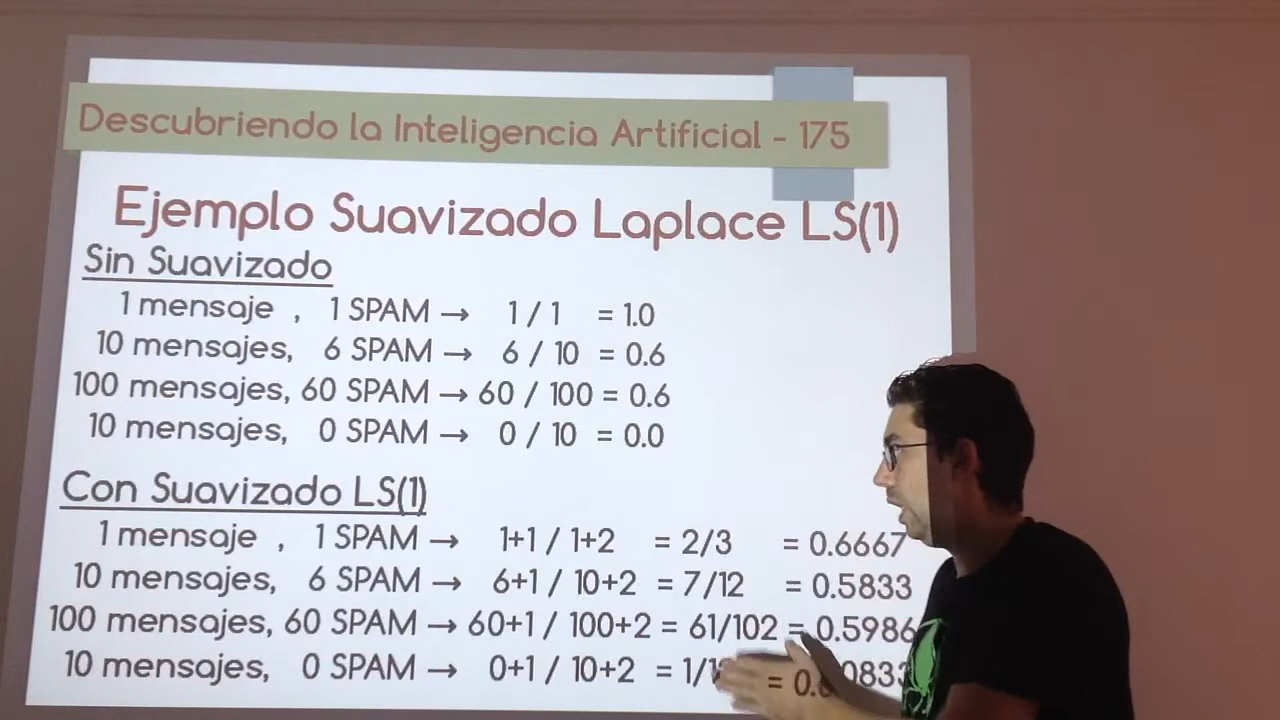 Descubriendo la Inteligencia Artificial - 175
Ejemplo Suavizado Laplace LS(1)
Sin Suavizado
1 mensaje , 1 SPAM → 1 / 1 = 1.0
10 mensajes, 6 SPAM → 6 / 10 = 0.6
100 mensajes, 60 SPAM → 60 / 100 = 0.6
10 mensajes, 0 SPAM → 0 / 10 = 0.0
Con Suavizado LS(1)
1 mensaje , 1 SPAM → 1+1 / 1+2 = 2/3 = 0.6667
10 mensajes, 6 SPAM → 6+1 / 10+2 = 7/12 = 0.5833
100 mensajes, 60 SPAM → 60+1 / 100+2 = 61/102 = 0.5986
10 mensajes, 0 SPAM → 0+1 / 10+2 =